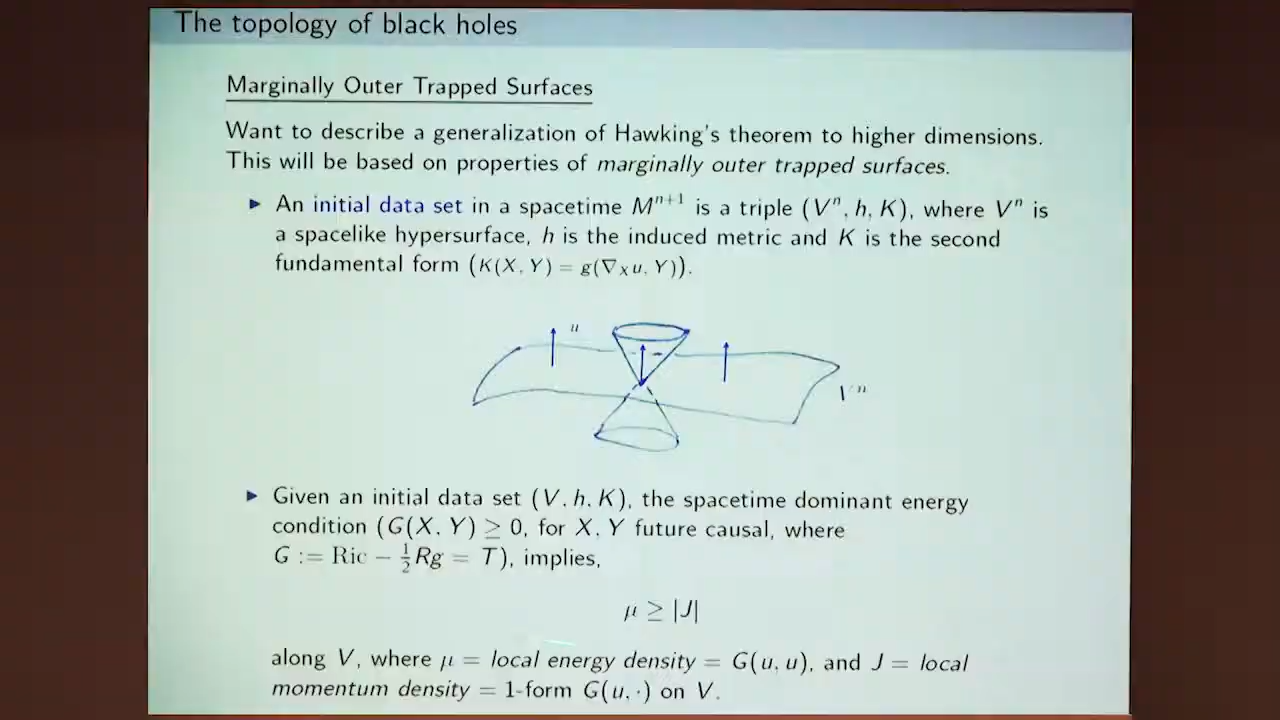 The topology of black holes
Marginally Outer Trapped Surfaces
Want to describe a generalization of Hawking's theorem to higher dimensions.
This will be based on properties of marginally outer trapped surfaces.
► An initial data set in a spacetime Mⁿ⁺¹ is a triple (Vⁿ, h, K), where Vⁿ is
a spacelike hypersurface, h is the induced metric and K is the second
fundamental form (K(X, Y) = g(∇_X u, Y)).
u
Vⁿ
► Given an initial data set (V, h, K), the spacetime dominant energy
condition (G(X, Y) ≥ 0, for X, Y future causal, where
G := Ric − ½Rg = T), implies,
μ ≥ |J|
along V, where μ = local energy density = G(u, u), and J = local
momentum density = 1-form G(u, ·) on V.